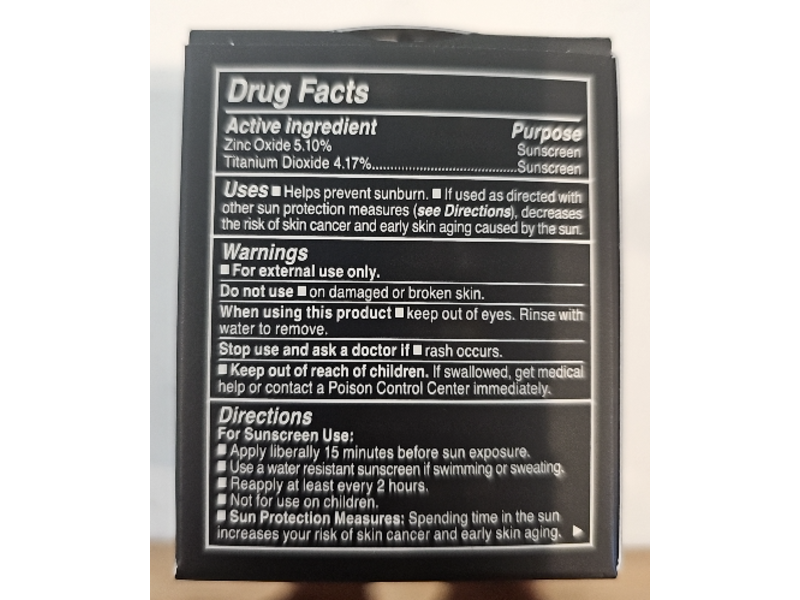 Drug Facts
Active ingredient Purpose
Zinc Oxide 5.10% Sunscreen
Titanium Dioxide 4.17%..........................................Sunscreen
Uses ■ Helps prevent sunburn. ■ If used as directed with
other sun protection measures (see Directions), decreases
the risk of skin cancer and early skin aging caused by the sun.
Warnings
■ For external use only.
Do not use ■ on damaged or broken skin.
When using this product ■ keep out of eyes. Rinse with
water to remove.
Stop use and ask a doctor if ■ rash occurs.
■ Keep out of reach of children. If swallowed, get medical
help or contact a Poison Control Center immediately.
Directions
For Sunscreen Use:
■ Apply liberally 15 minutes before sun exposure.
■ Use a water resistant sunscreen if swimming or sweating.
■ Reapply at least every 2 hours.
■ Not for use on children.
■ Sun Protection Measures: Spending time in the sun
increases your risk of skin cancer and early skin aging. ▶